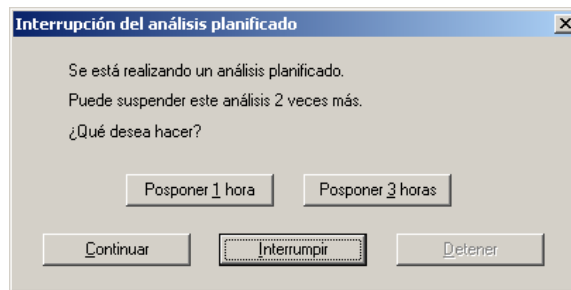 Interrupción del análisis planificado
Se está realizando un análisis planificado.
Puede suspender este análisis 2 veces más.
¿Qué desea hacer?
Posponer 1 hora Posponer 3 horas
Continuar Interrumpir Detener